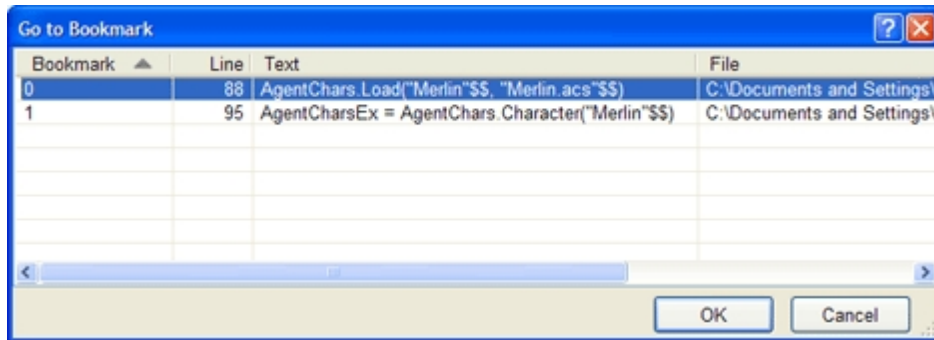 Go to Bookmark
Bookmark Line Text File
0 88 AgentChars.Load("Merlin"$$, "Merlin.acs"$$) C:\Documents and Settings\
1 95 AgentCharsEx = AgentChars.Character("Merlin"$$) C:\Documents and Settings\
OK Cancel